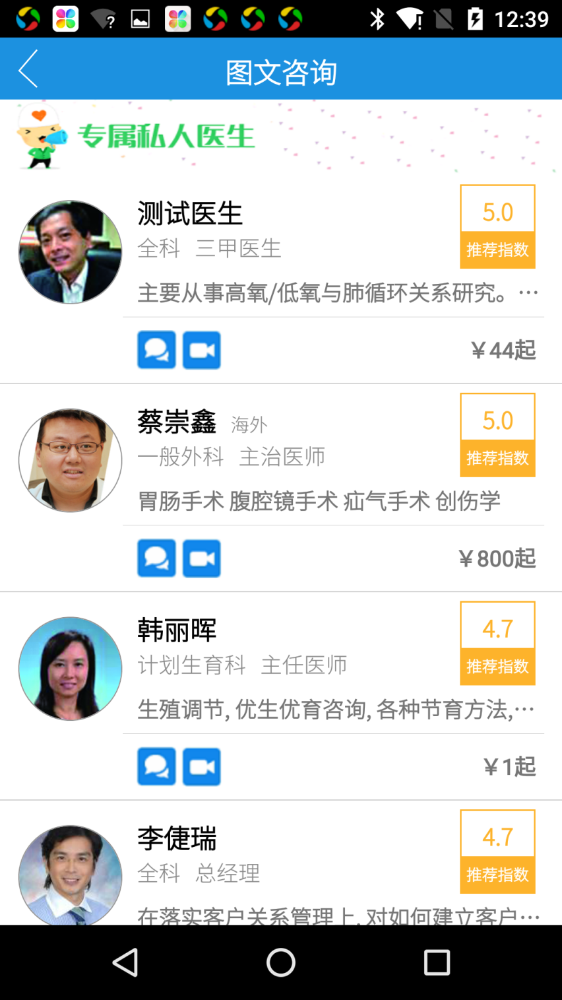 12:39
图文咨询
专属私人医生
测试医生
5.0
全科 三甲医生
推荐指数
主要从事高氧/低氧与肺循环关系研究。…
￥44起
蔡崇鑫 海外
5.0
一般外科 主治医师
推荐指数
胃肠手术 腹腔镜手术 疝气手术 创伤学
￥800起
韩丽晖
4.7
计划生育科 主任医师
推荐指数
生殖调节, 优生优育咨询, 各种节育方法,…
￥1起
李倢瑞
4.7
全科 总经理
推荐指数
在落实客户关系管理上, 对如何建立客户…